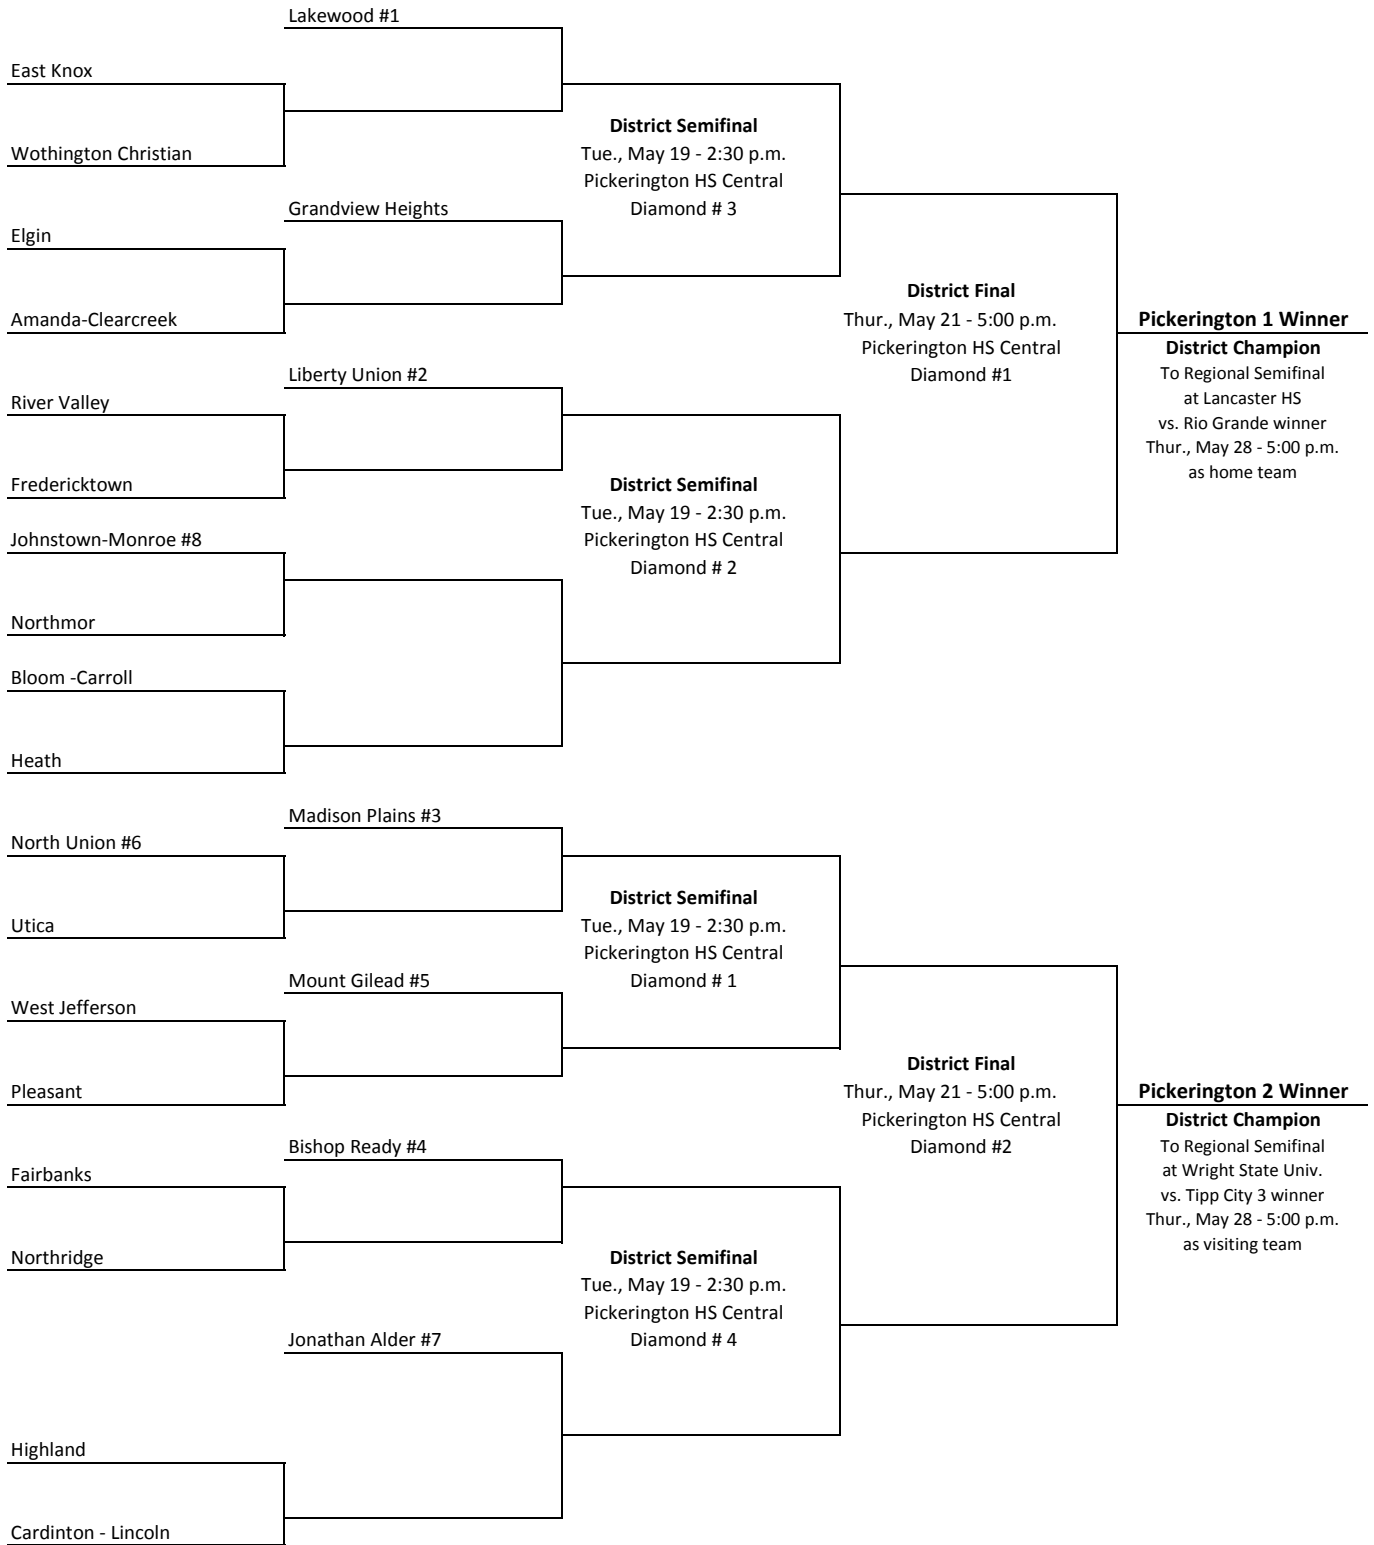 Lakewood #1
East Knox
Wothington Christian
Grandview Heights
Elgin
Amanda-Clearcreek
District Semifinal
Tue., May 19 - 2:30 p.m.
Pickerington HS Central
Diamond # 3
Liberty Union #2
River Valley
Fredericktown
Johnstown-Monroe #8
Northmor
Bloom -Carroll
Heath
District Semifinal
Tue., May 19 - 2:30 p.m.
Pickerington HS Central
Diamond # 2
District Final
Thur., May 21 - 5:00 p.m.
Pickerington HS Central
Diamond #1
Pickerington 1 Winner
District Champion
To Regional Semifinal
at Lancaster HS
vs. Rio Grande winner
Thur., May 28 - 5:00 p.m.
as home team
Madison Plains #3
North Union #6
Utica
Mount Gilead #5
West Jefferson
Pleasant
District Semifinal
Tue., May 19 - 2:30 p.m.
Pickerington HS Central
Diamond # 1
Bishop Ready #4
Fairbanks
Northridge
Jonathan Alder #7
Highland
Cardinton - Lincoln
District Semifinal
Tue., May 19 - 2:30 p.m.
Pickerington HS Central
Diamond # 4
District Final
Thur., May 21 - 5:00 p.m.
Pickerington HS Central
Diamond #2
Pickerington 2 Winner
District Champion
To Regional Semifinal
at Wright State Univ.
vs. Tipp City 3 winner
Thur., May 28 - 5:00 p.m.
as visiting team